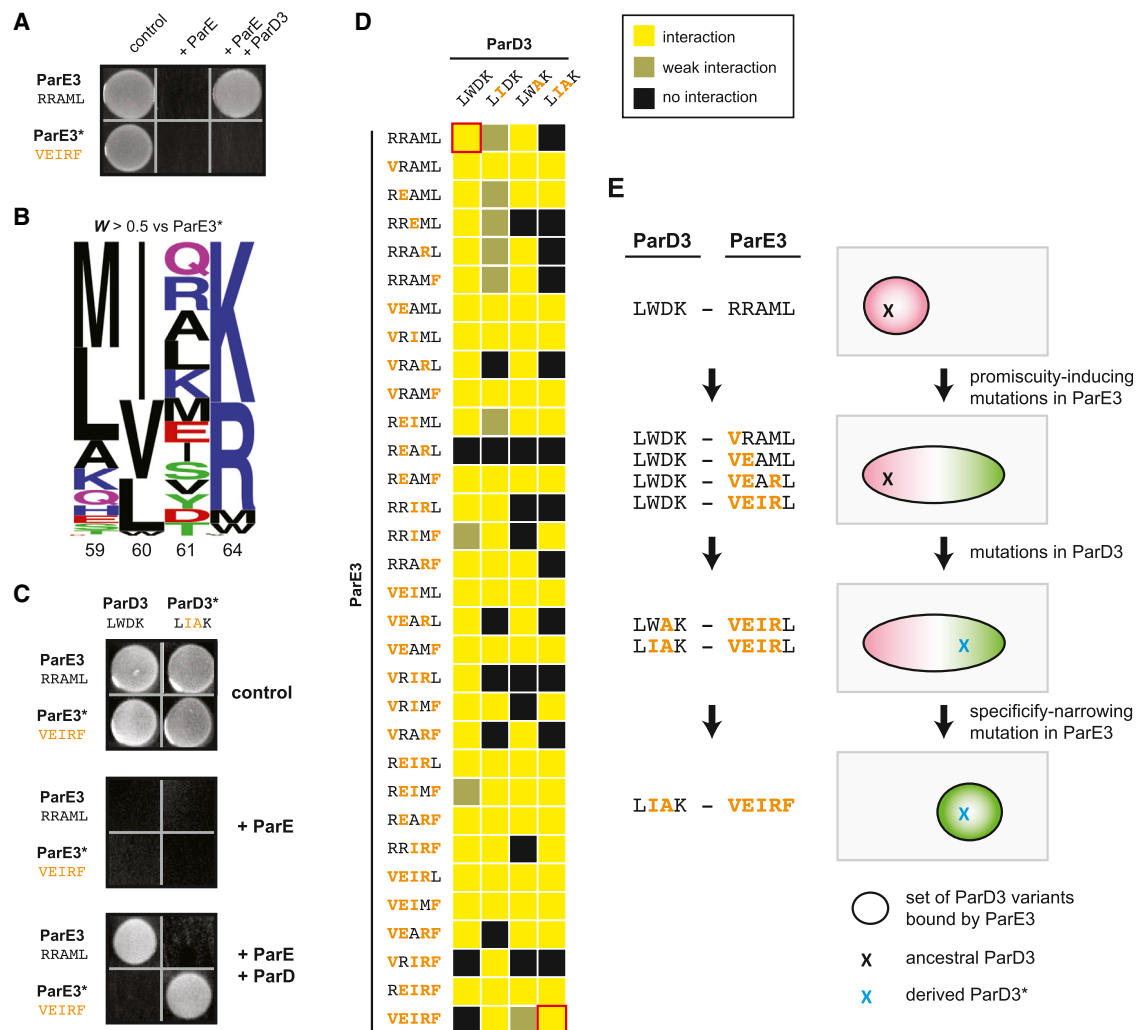 A
control
+ ParE
+ ParE
+ ParD3
ParE3
RRAML
ParE3*
VEIRF
B
W > 0.5 vs ParE3*
M L A K Q H E S
I V L W
Q R A L K M E I S V Y D T
K R M W
59 60 61 64
C
ParD3 ParD3*
LWDK LIAK
ParE3
RRAML
ParE3*
VEIRF
control
ParE3
RRAML
ParE3*
VEIRF
+ ParE
ParE3
RRAML
ParE3*
VEIRF
+ ParE
+ ParD
D
ParD3
LWDK
LIDK
LWAK
LIAK
interaction
weak interaction
no interaction
ParE3
RRAML
VRAML
REAML
RREML
RRARL
RRAMF
VEAML
VRIML
VRARL
VRAMF
REIML
REARL
REAMF
RRIRL
RRIMF
RRARF
VEIML
VEARL
VEAMF
VRIRL
VRIMF
VRARF
REIRL
REIMF
REARF
RRIRF
VEIRL
VEIMF
VEARF
VRIRF
REIRF
VEIRF
E
ParD3 ParE3
LWDK – RRAML
promiscuity-inducing
mutations in ParE3
LWDK – VRAML
LWDK – VEAML
LWDK – VEARL
LWDK – VEIRL
mutations in ParD3
LWAK – VEIRL
LIAK – VEIRL
specificify-narrowing
mutation in ParE3
LIAK – VEIRF
set of ParD3 variants
bound by ParE3
X ancestral ParD3
X derived ParD3*